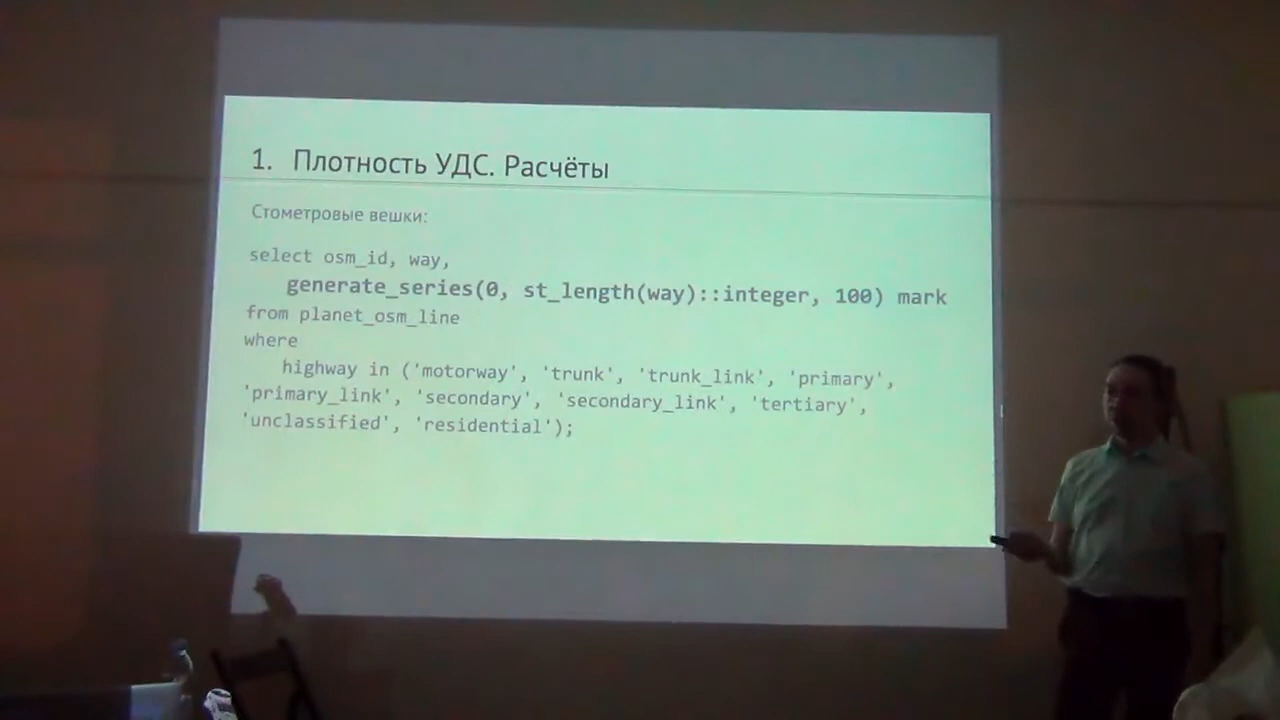 1. Плотность УДС. Расчёты
Стометровые вешки:
select osm_id, way,
generate_series(0, st_length(way)::integer, 100) mark
from planet_osm_line
where
highway in ('motorway', 'trunk', 'trunk_link', 'primary',
'primary_link', 'secondary', 'secondary_link', 'tertiary',
'unclassified', 'residential');